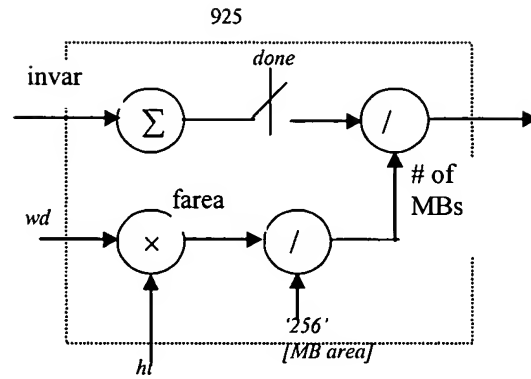 925
done
invar
Σ
/
# of
MBs
farea
wd
×
/
'256'
[MB area]
ht